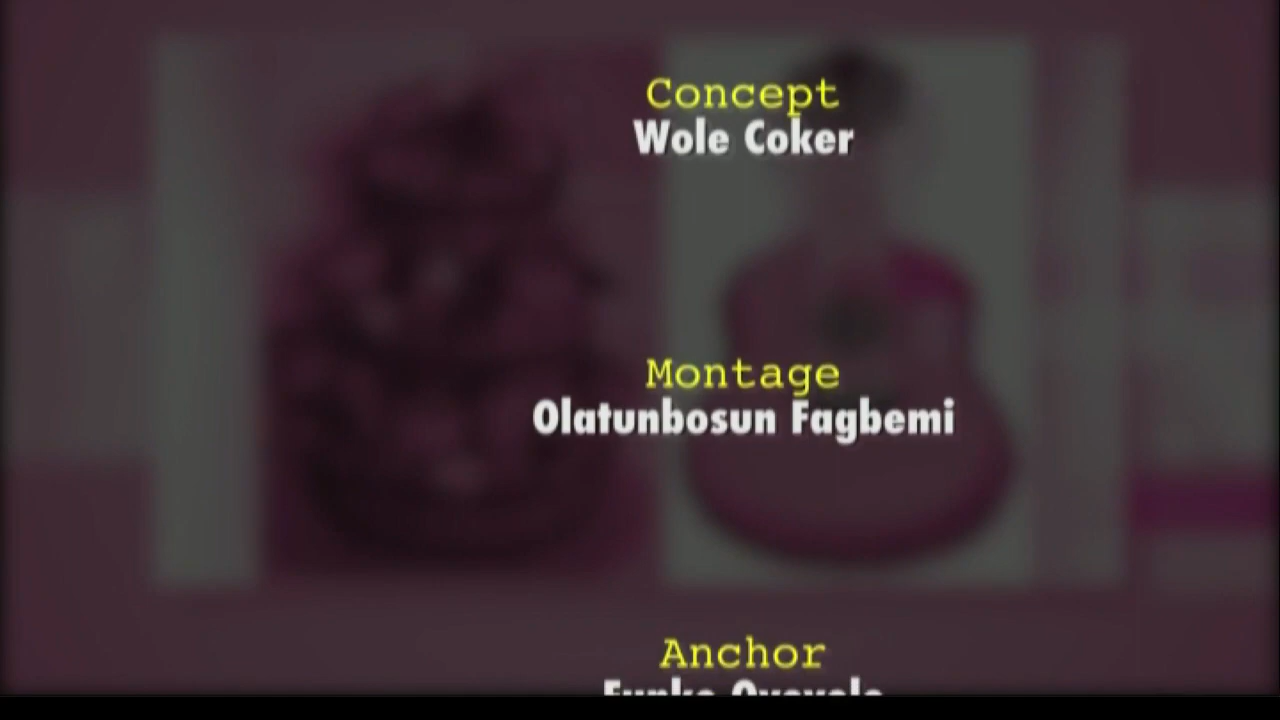 Concept
Wole Coker
Montage
Olatunbosun Fagbemi
Anchor